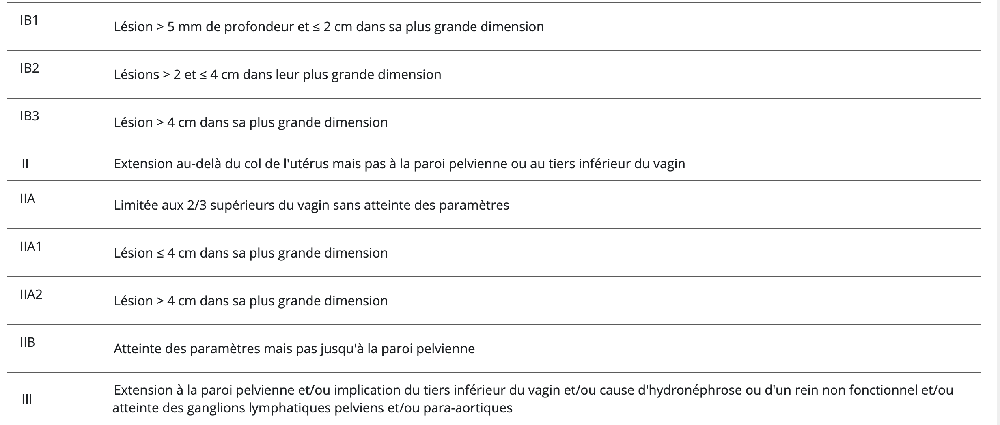 IB1
Lésion > 5 mm de profondeur et ≤ 2 cm dans sa plus grande dimension
IB2
Lésions > 2 et ≤ 4 cm dans leur plus grande dimension
IB3
Lésion > 4 cm dans sa plus grande dimension
II
Extension au-delà du col de l'utérus mais pas à la paroi pelvienne ou au tiers inférieur du vagin
IIA
Limitée aux 2/3 supérieurs du vagin sans atteinte des paramètres
IIA1
Lésion ≤ 4 cm dans sa plus grande dimension
IIA2
Lésion > 4 cm dans sa plus grande dimension
IIB
Atteinte des paramètres mais pas jusqu'à la paroi pelvienne
III
Extension à la paroi pelvienne et/ou implication du tiers inférieur du vagin et/ou cause d'hydronéphrose ou d'un rein non fonctionnel et/ou
atteinte des ganglions lymphatiques pelviens et/ou para-aortiques